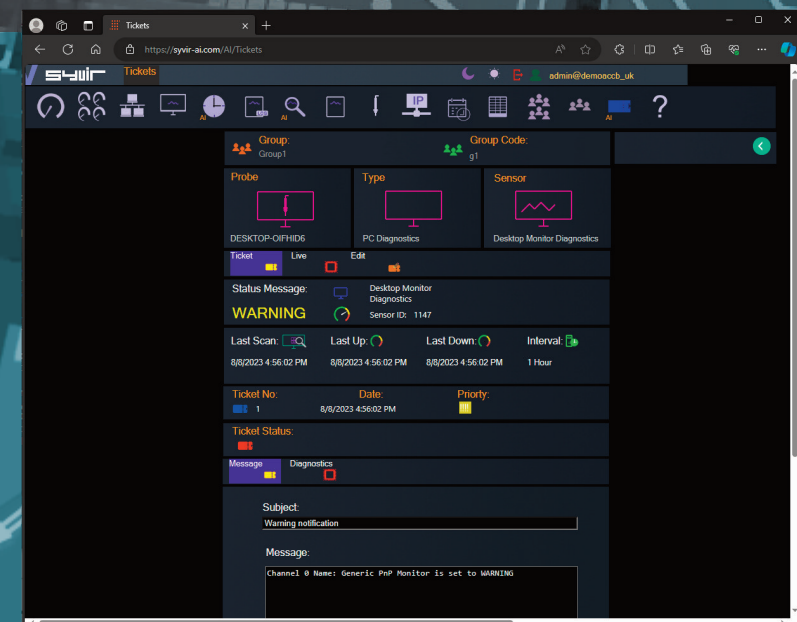 Tickets
https://syvir-ai.com/AI/Tickets
syvir
Tickets
admin@demoaccb_uk
IP
AI
AI
AI
Group:
Group1
Group Code:
g1
Probe
Type
Sensor
DESKTOP-OIFHID6
PC Diagnostics
Desktop Monitor Diagnostics
Ticket
Live
Edit
Status Message:
Desktop Monitor
Diagnostics
WARNING
Sensor ID: 1147
Last Scan:
Last Up:
Last Down:
Interval:
8/8/2023 4:56:02 PM
8/8/2023 4:56:02 PM
8/8/2023 4:56:02 PM
1 Hour
Ticket No:
Date:
Priorty:
1
8/8/2023 4:56:02 PM
Ticket Status:
Message
Diagnostics
Subject:
Warning notification
Message:
Channel 0 Name: Generic PnP Monitor is set to WARNING